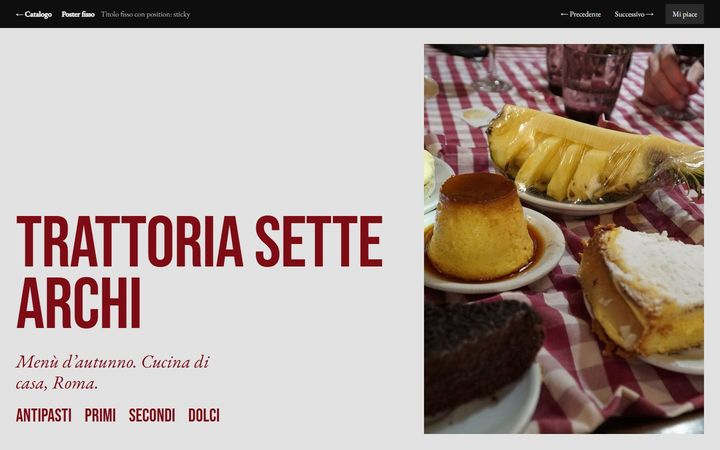 ← Catalogo Poster fisso Titolo fisso con position: sticky ← Precedente Successivo → Mi piace
TRATTORIA SETTE
ARCHI
Menù d'autunno. Cucina di
casa, Roma.
ANTIPASTI PRIMI SECONDI DOLCI